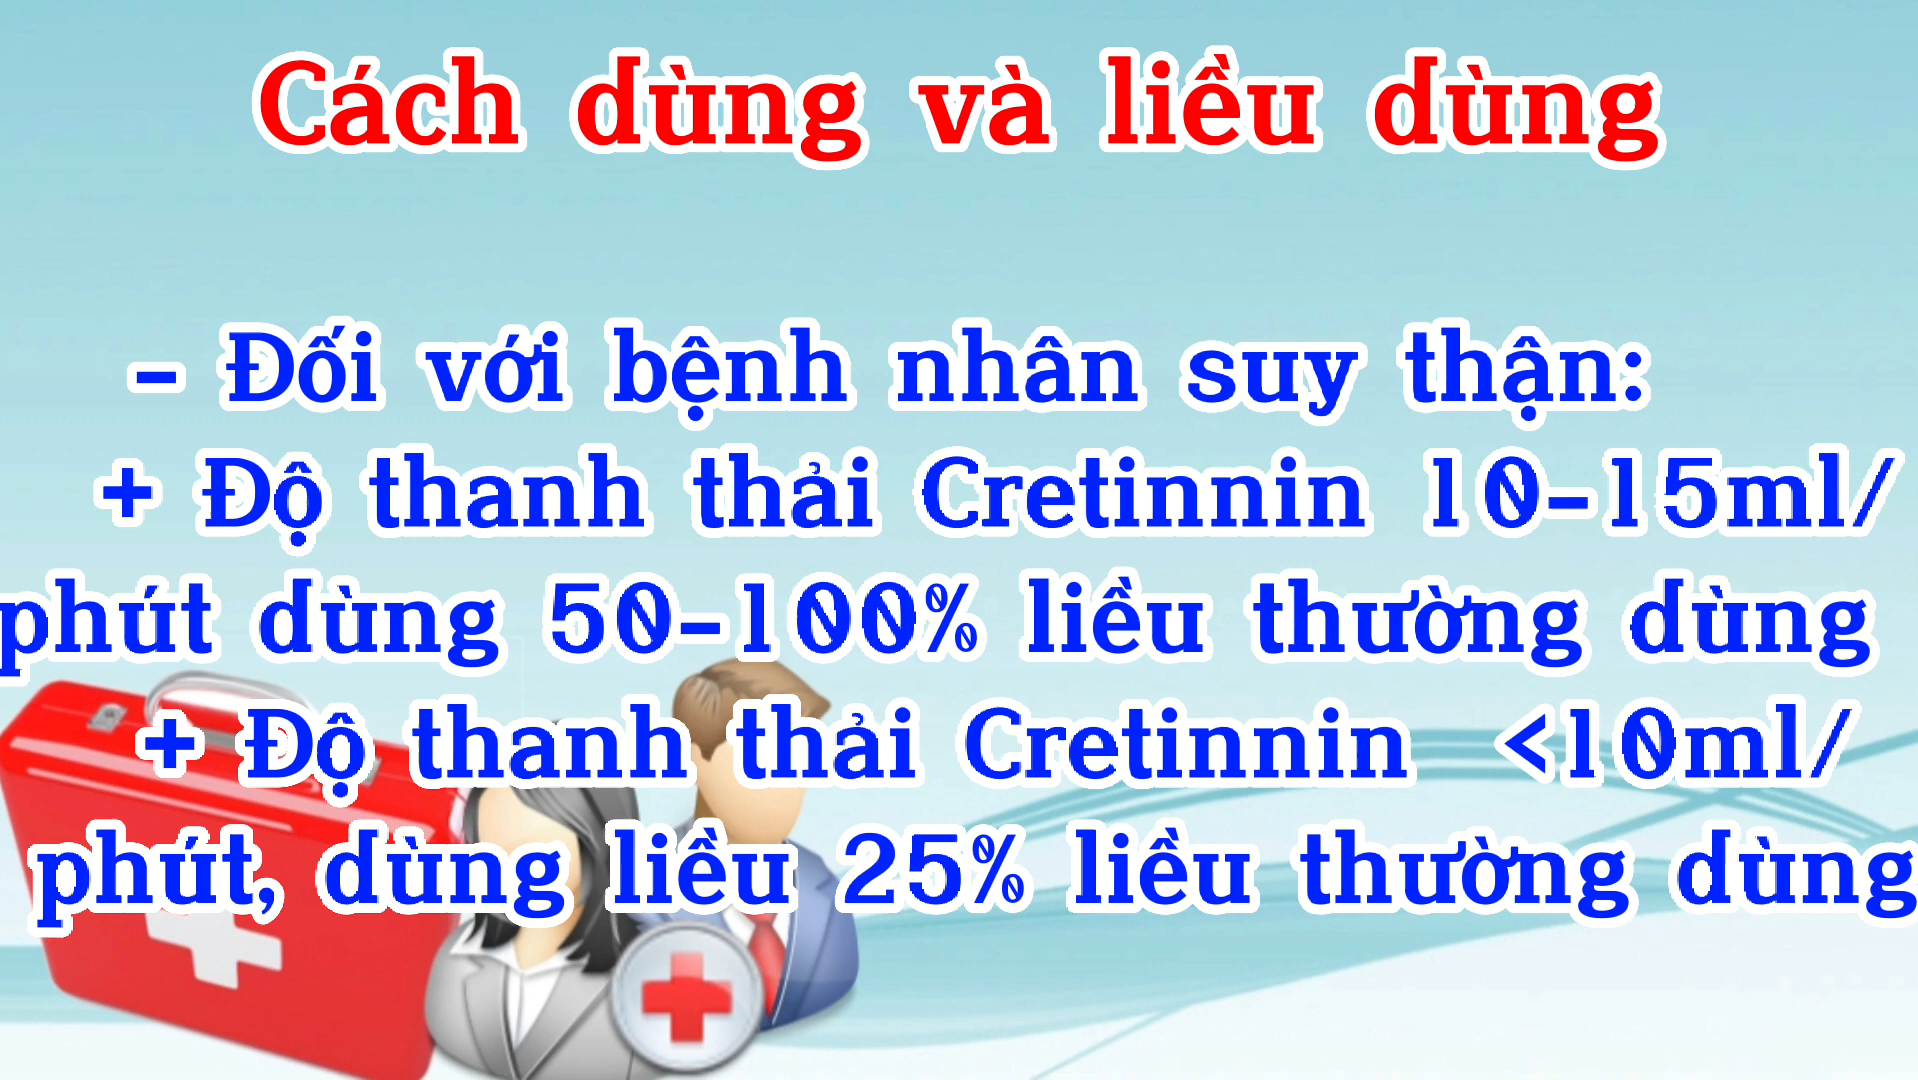 Cách dùng và liều dùng
- Đối với bệnh nhân suy thận:
+ Độ thanh thải Cretinnin 10-15ml/
phút dùng 50-100% liều thường dùng
+ Độ thanh thải Cretinnin <10ml/
phút, dùng liều 25% liều thường dùng